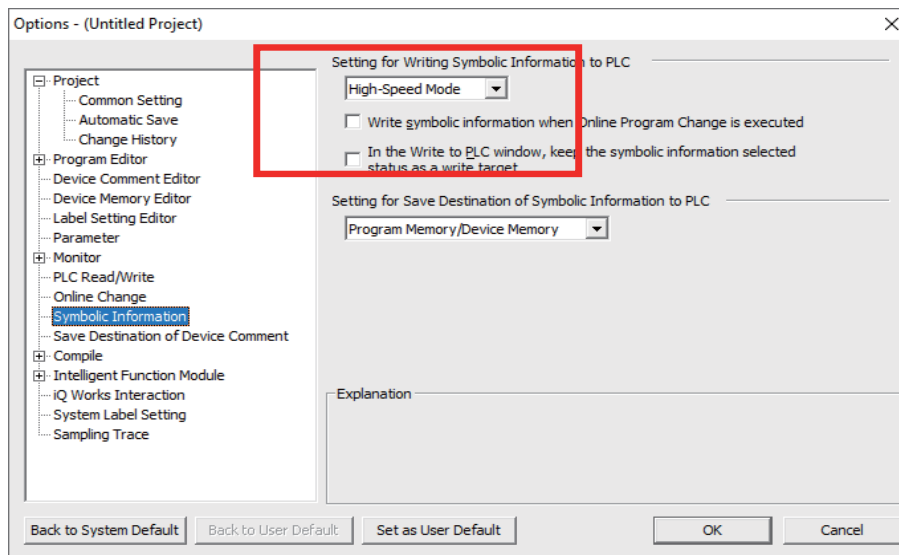 Options - (Untitled Project)
Project
Common Setting
Automatic Save
Change History
Program Editor
Device Comment Editor
Device Memory Editor
Label Setting Editor
Parameter
Monitor
PLC Read/Write
Online Change
Symbolic Information
Save Destination of Device Comment
Compile
Intelligent Function Module
iQ Works Interaction
System Label Setting
Sampling Trace
Setting for Writing Symbolic Information to PLC
High-Speed Mode
Write symbolic information when Online Program Change is executed
In the Write to PLC window, keep the symbolic information selected
status as a write target
Setting for Save Destination of Symbolic Information to PLC
Program Memory/Device Memory
Explanation
Back to System Default
Back to User Default
Set as User Default
OK
Cancel